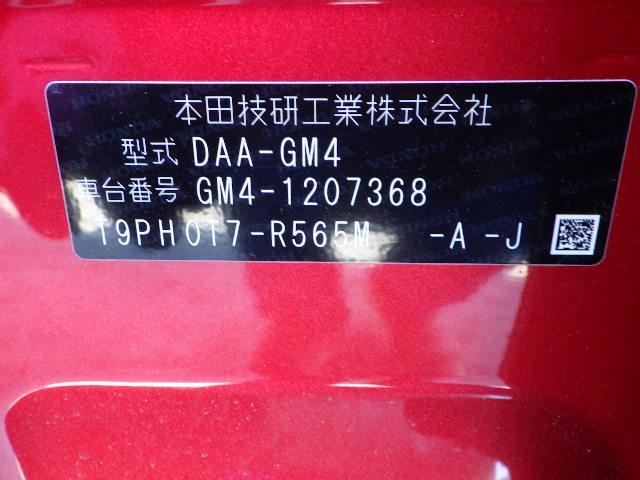 本田技研工業株式会社
型式 DAA-GM4
車台番号 GM4-1207368
T9PH0T7-R565M -A -J